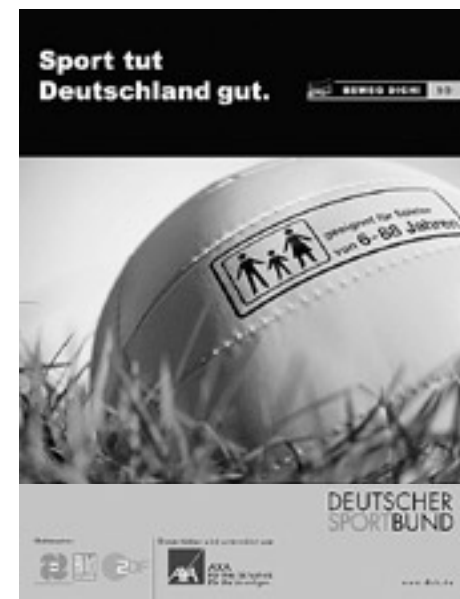 Sport tut
Deutschland gut.
BEWEG DICH!
geeignet für Spieler
von 6-88 Jahren
DEUTSCHER
SPORTBUND
ZDF
AXA
AXA
www.dsb.de